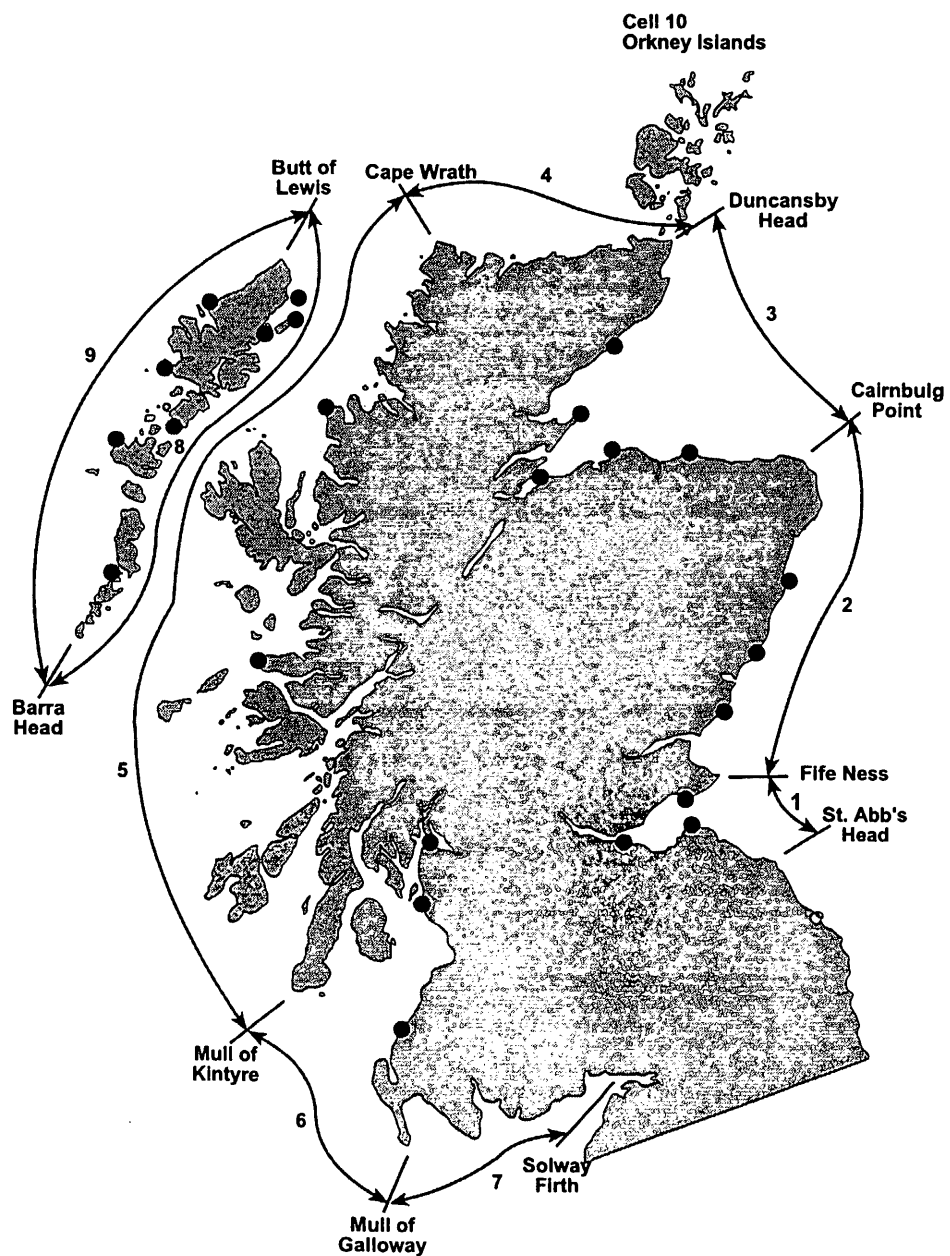 Cell 10
Orkney Islands
Butt of
Lewis
Cape Wrath
4
Duncansby
Head
3
9
Cairnbulg
Point
8
2
Barra
Head
5
Fife Ness
1
St. Abb's
Head
Mull of
Kintyre
6
Solway
Firth
7
Mull of
Galloway